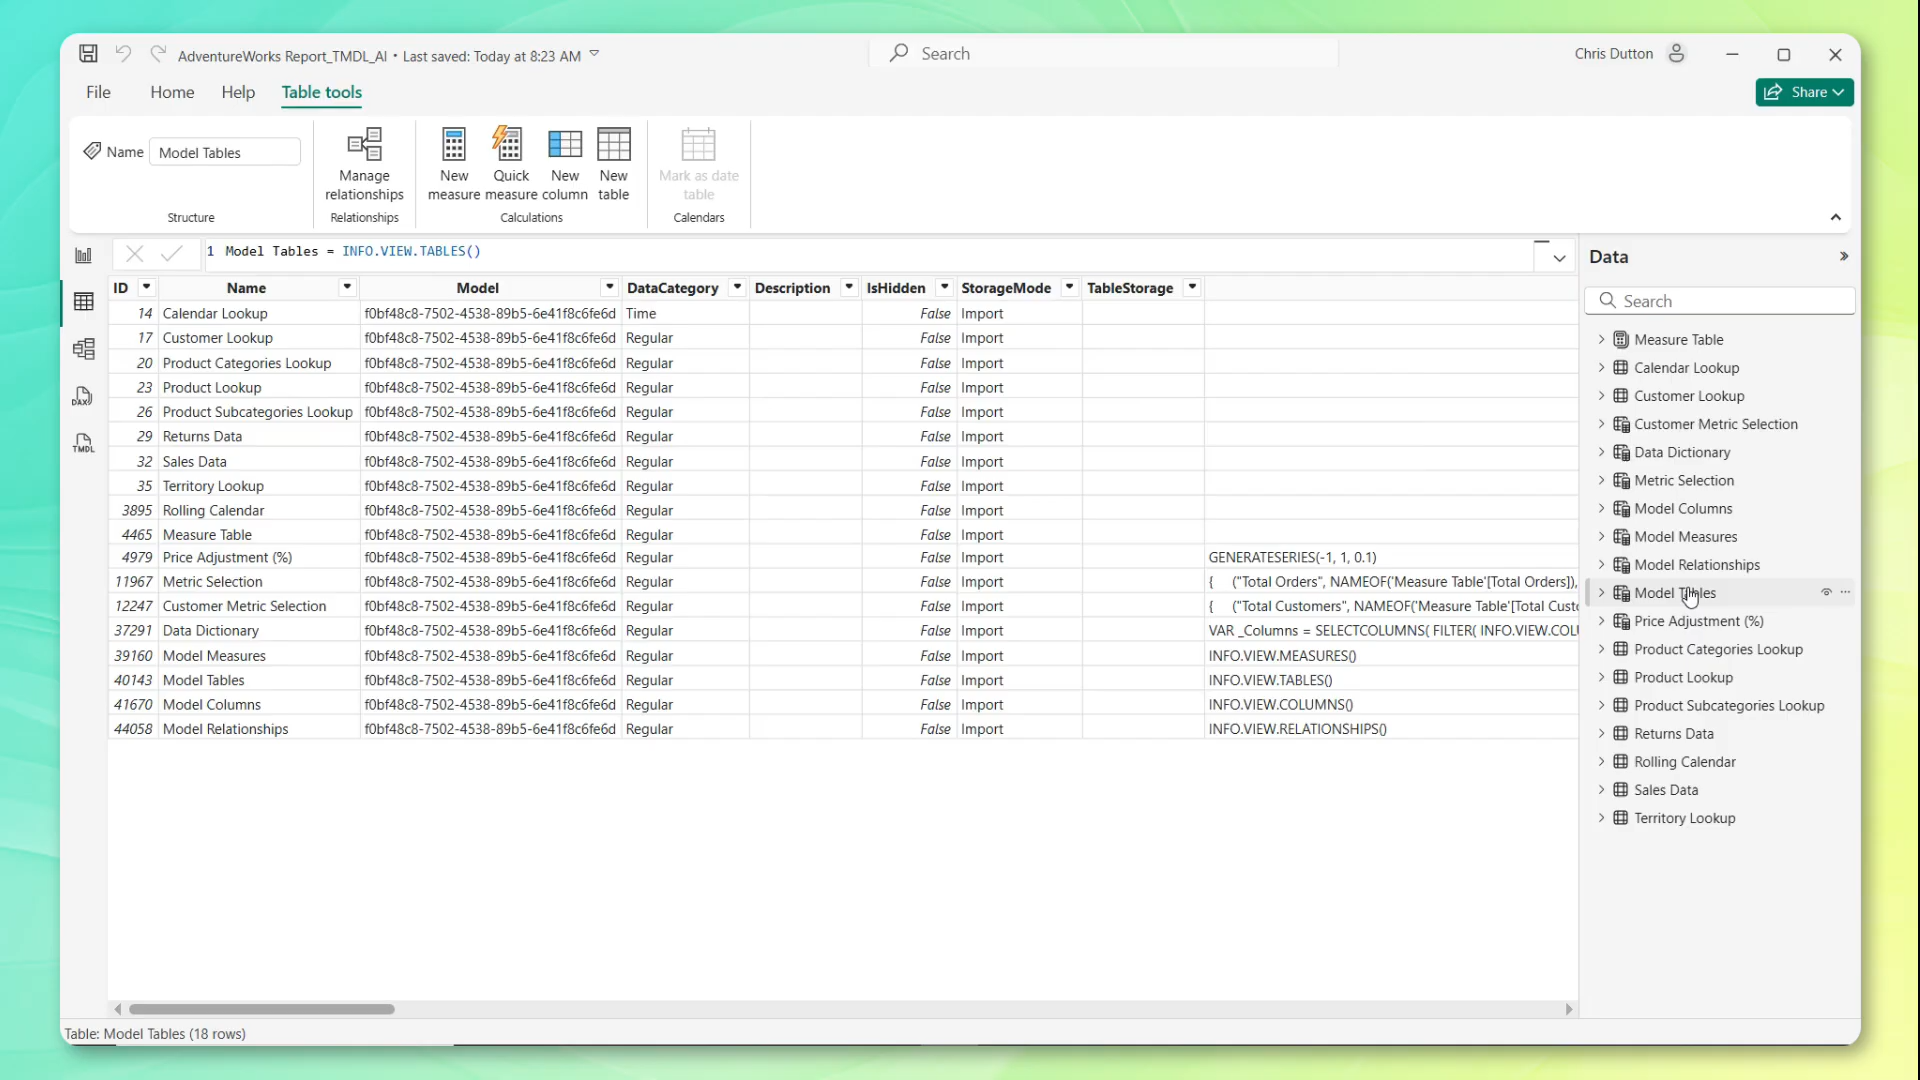 AdventureWorks Report_TMDL_AI • Last saved: Today at 8:23 AM
Search
Chris Dutton
File Home Help Table tools
Share
Name Model Tables
Structure
Manage relationships
Relationships
New measure
Quick measure
New column
New table
Calculations
Mark as date table
Calendars
1 Model Tables = INFO.VIEW.TABLES()
DAX
TMDL
ID Name Model DataCategory Description IsHidden StorageMode TableStorage
14 Calendar Lookup f0bf48c8-7502-4538-89b5-6e41f8c6fe6d Time False Import
17 Customer Lookup f0bf48c8-7502-4538-89b5-6e41f8c6fe6d Regular False Import
20 Product Categories Lookup f0bf48c8-7502-4538-89b5-6e41f8c6fe6d Regular False Import
23 Product Lookup f0bf48c8-7502-4538-89b5-6e41f8c6fe6d Regular False Import
26 Product Subcategories Lookup f0bf48c8-7502-4538-89b5-6e41f8c6fe6d Regular False Import
29 Returns Data f0bf48c8-7502-4538-89b5-6e41f8c6fe6d Regular False Import
32 Sales Data f0bf48c8-7502-4538-89b5-6e41f8c6fe6d Regular False Import
35 Territory Lookup f0bf48c8-7502-4538-89b5-6e41f8c6fe6d Regular False Import
3895 Rolling Calendar f0bf48c8-7502-4538-89b5-6e41f8c6fe6d Regular False Import
4465 Measure Table f0bf48c8-7502-4538-89b5-6e41f8c6fe6d Regular False Import
4979 Price Adjustment (%) f0bf48c8-7502-4538-89b5-6e41f8c6fe6d Regular False Import GENERATESERIES(-1, 1, 0.1)
11967 Metric Selection f0bf48c8-7502-4538-89b5-6e41f8c6fe6d Regular False Import { ("Total Orders", NAMEOF('Measure Table'[Total Orders]),
12247 Customer Metric Selection f0bf48c8-7502-4538-89b5-6e41f8c6fe6d Regular False Import { ("Total Customers", NAMEOF('Measure Table'[Total Custo
37291 Data Dictionary f0bf48c8-7502-4538-89b5-6e41f8c6fe6d Regular False Import VAR _Columns = SELECTCOLUMNS( FILTER( INFO.VIEW.COLU
39160 Model Measures f0bf48c8-7502-4538-89b5-6e41f8c6fe6d Regular False Import INFO.VIEW.MEASURES()
40143 Model Tables f0bf48c8-7502-4538-89b5-6e41f8c6fe6d Regular False Import INFO.VIEW.TABLES()
41670 Model Columns f0bf48c8-7502-4538-89b5-6e41f8c6fe6d Regular False Import INFO.VIEW.COLUMNS()
44058 Model Relationships f0bf48c8-7502-4538-89b5-6e41f8c6fe6d Regular False Import INFO.VIEW.RELATIONSHIPS()
Data
Search
Measure Table
Calendar Lookup
Customer Lookup
Customer Metric Selection
Data Dictionary
Metric Selection
Model Columns
Model Measures
Model Relationships
Model Tables
Price Adjustment (%)
Product Categories Lookup
Product Lookup
Product Subcategories Lookup
Returns Data
Rolling Calendar
Sales Data
Territory Lookup
Table: Model Tables (18 rows)